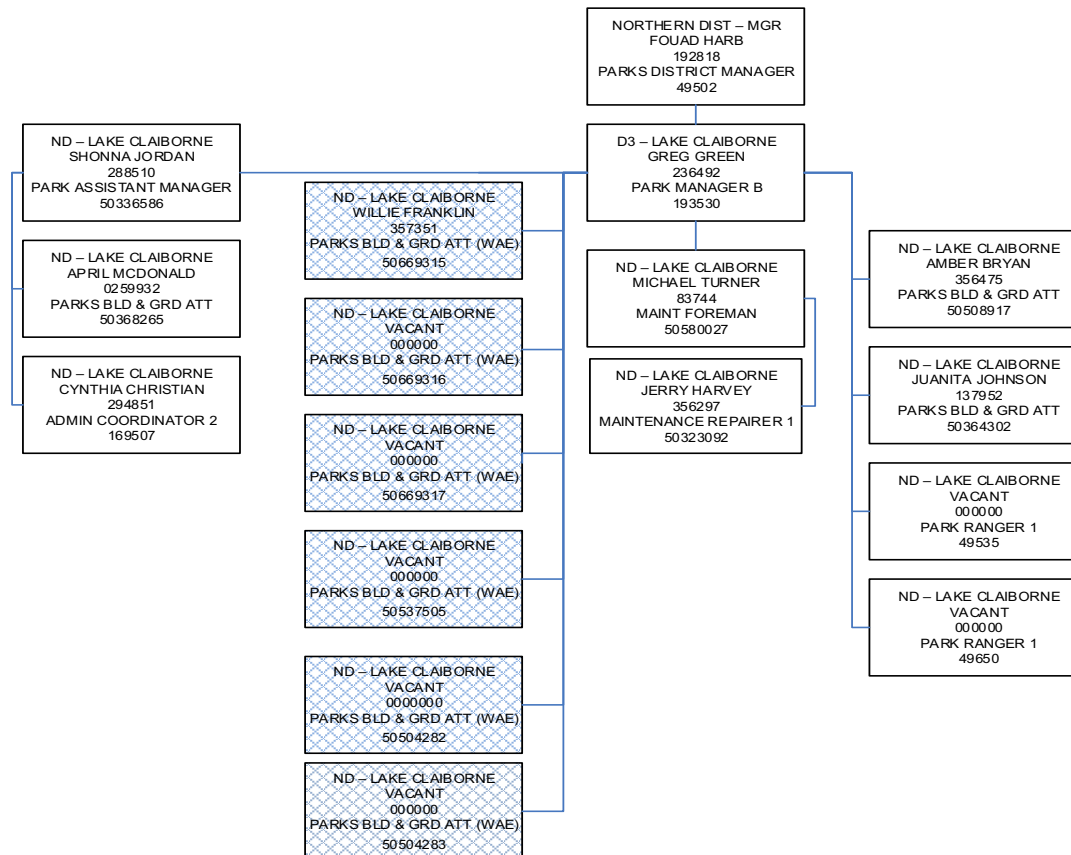 NORTHERN DIST – MGR
FOUAD HARB
192818
PARKS DISTRICT MANAGER
49502
D3 – LAKE CLAIBORNE
GREG GREEN
236492
PARK MANAGER B
193530
ND – LAKE CLAIBORNE
SHONNA JORDAN
288510
PARK ASSISTANT MANAGER
50336586
ND – LAKE CLAIBORNE
APRIL MCDONALD
0259932
PARKS BLD & GRD ATT
50368265
ND – LAKE CLAIBORNE
CYNTHIA CHRISTIAN
294851
ADMIN COORDINATOR 2
169507
ND – LAKE CLAIBORNE
WILLIE FRANKLIN
357351
PARKS BLD & GRD ATT (WAE)
50669315
ND – LAKE CLAIBORNE
VACANT
000000
PARKS BLD & GRD ATT (WAE)
50669316
ND – LAKE CLAIBORNE
VACANT
000000
PARKS BLD & GRD ATT (WAE)
50669317
ND – LAKE CLAIBORNE
VACANT
000000
PARKS BLD & GRD ATT (WAE)
50537505
ND – LAKE CLAIBORNE
VACANT
0000000
PARKS BLD & GRD ATT (WAE)
50504282
ND – LAKE CLAIBORNE
VACANT
000000
PARKS BLD & GRD ATT (WAE)
50504283
ND – LAKE CLAIBORNE
MICHAEL TURNER
83744
MAINT FOREMAN
50580027
ND – LAKE CLAIBORNE
JERRY HARVEY
356297
MAINTENANCE REPAIRER 1
50323092
ND – LAKE CLAIBORNE
AMBER BRYAN
356475
PARKS BLD & GRD ATT
50508917
ND – LAKE CLAIBORNE
JUANITA JOHNSON
137952
PARKS BLD & GRD ATT
50364302
ND – LAKE CLAIBORNE
VACANT
000000
PARK RANGER 1
49535
ND – LAKE CLAIBORNE
VACANT
000000
PARK RANGER 1
49650